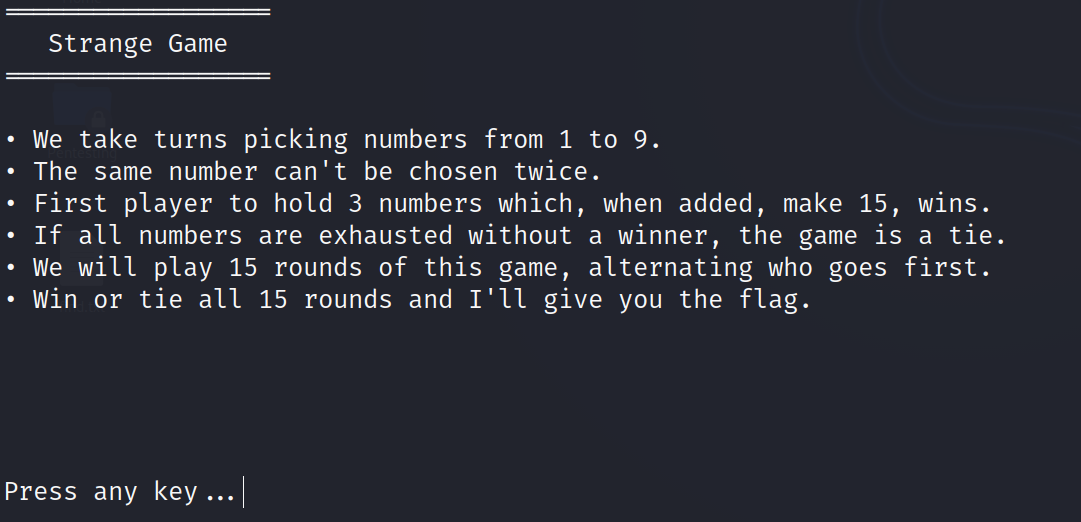 Strange Game
• We take turns picking numbers from 1 to 9.
• The same number can't be chosen twice.
• First player to hold 3 numbers which, when added, make 15, wins.
• If all numbers are exhausted without a winner, the game is a tie.
• We will play 15 rounds of this game, alternating who goes first.
• Win or tie all 15 rounds and I'll give you the flag.
Press any key...